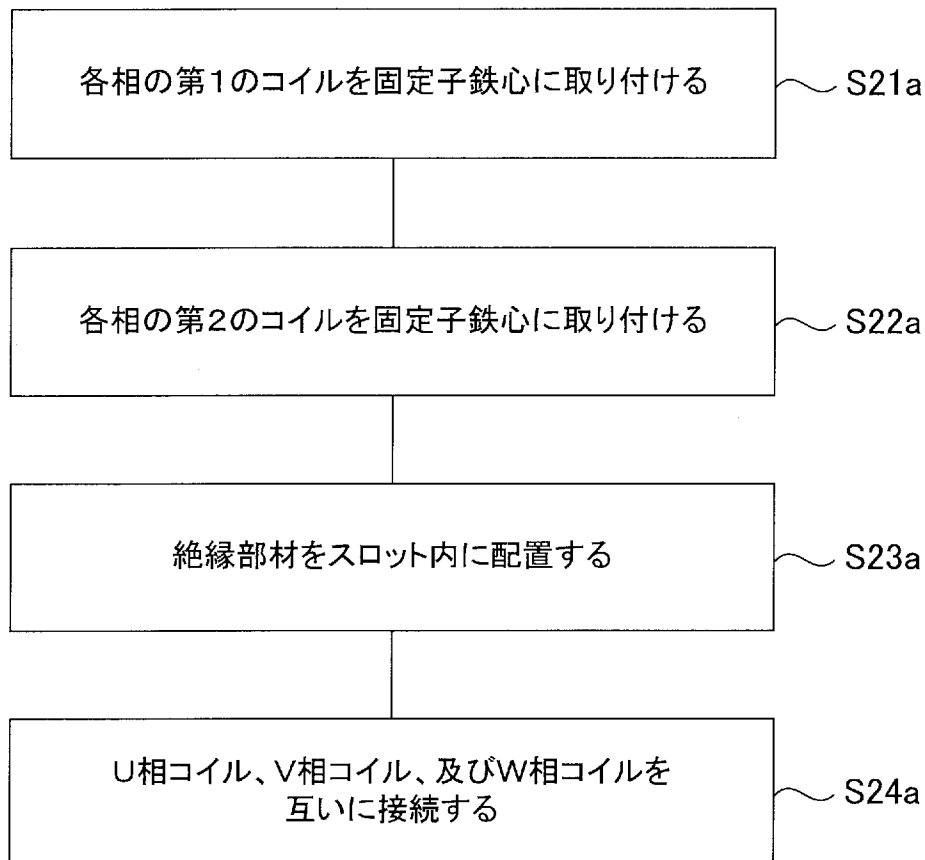 各相の第1のコイルを固定子鉄心に取り付ける
S21a
各相の第2のコイルを固定子鉄心に取り付ける
S22a
絶縁部材をスロット内に配置する
S23a
U相コイル、V相コイル、及びW相コイルを
互いに接続する
S24a